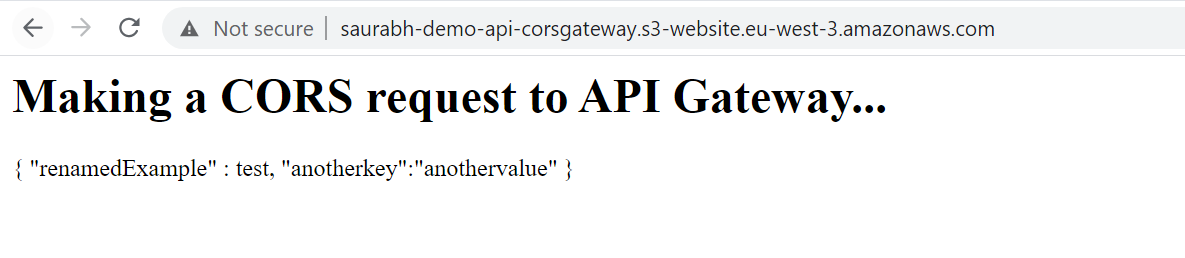 Not secure | saurabh-demo-api-corsgateway.s3-website.eu-west-3.amazonaws.com
Making a CORS request to API Gateway...
{ "renamedExample" : test, "anotherkey":"anothervalue" }